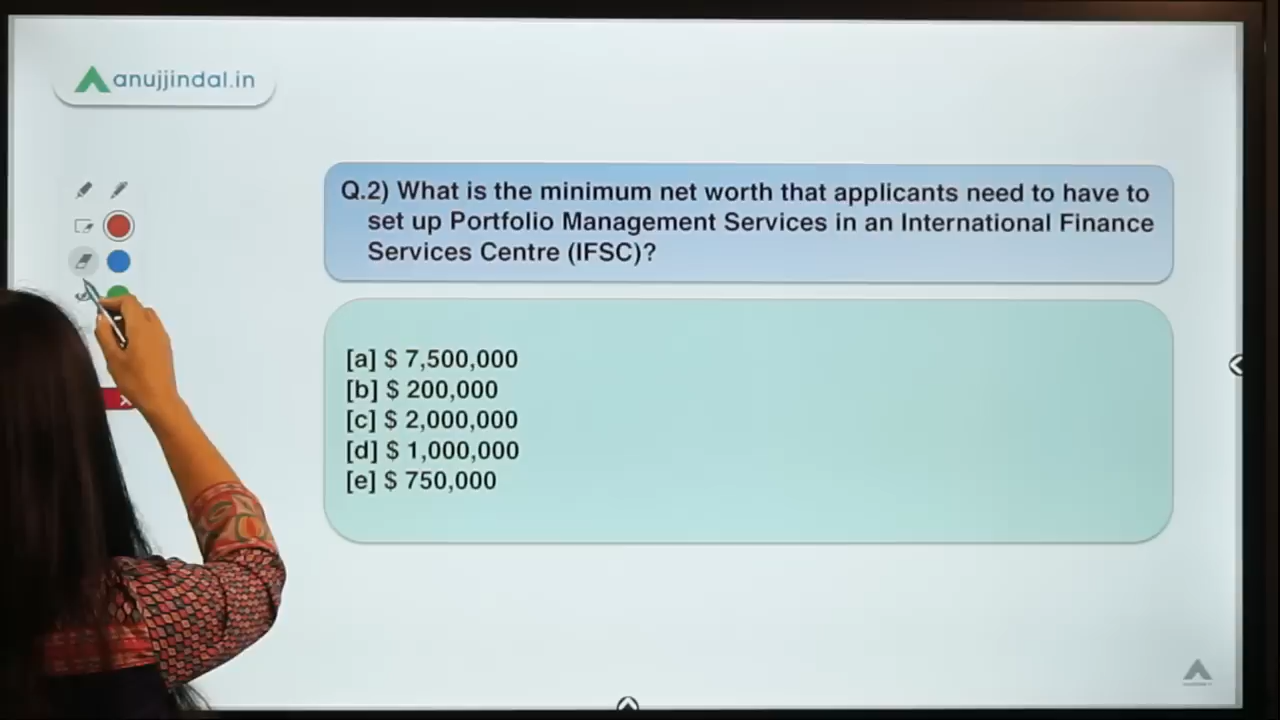 anujjindal.in
Q.2) What is the minimum net worth that applicants need to have to
set up Portfolio Management Services in an International Finance
Services Centre (IFSC)?
[a] $ 7,500,000
[b] $ 200,000
[c] $ 2,000,000
[d] $ 1,000,000
[e] $ 750,000